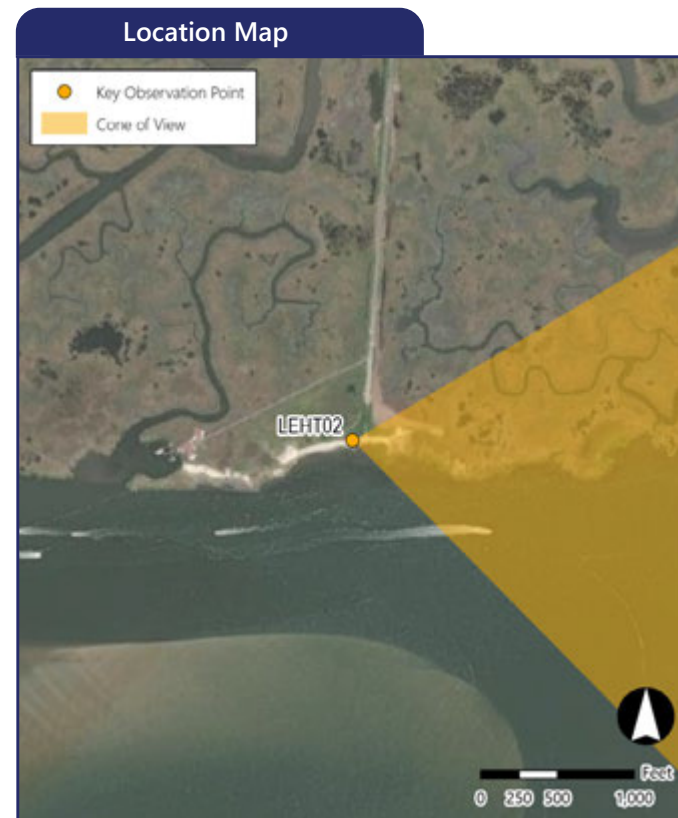 Location Map
Key Observation Point
Cone of View
LEHT02
Feet
0 250 500 1,000